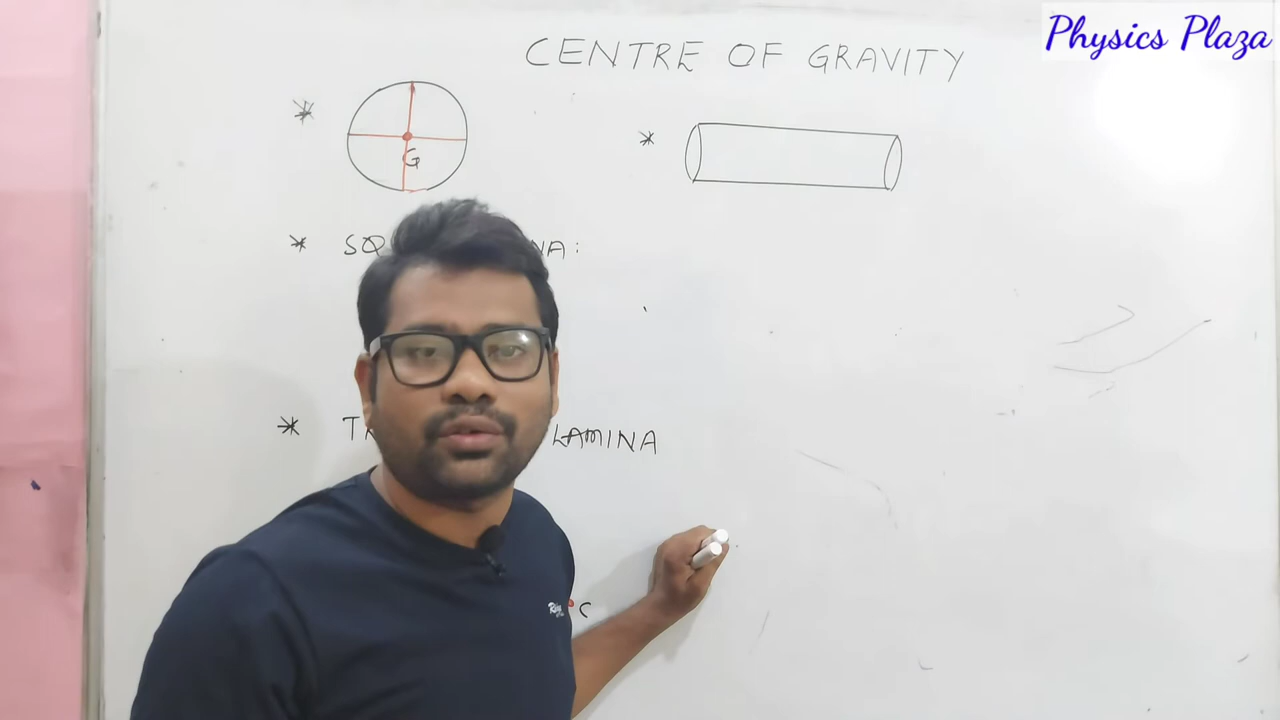 Physics Plaza
CENTRE OF GRAVITY
*
G
*
* SQ NA:
* LAMINA
C